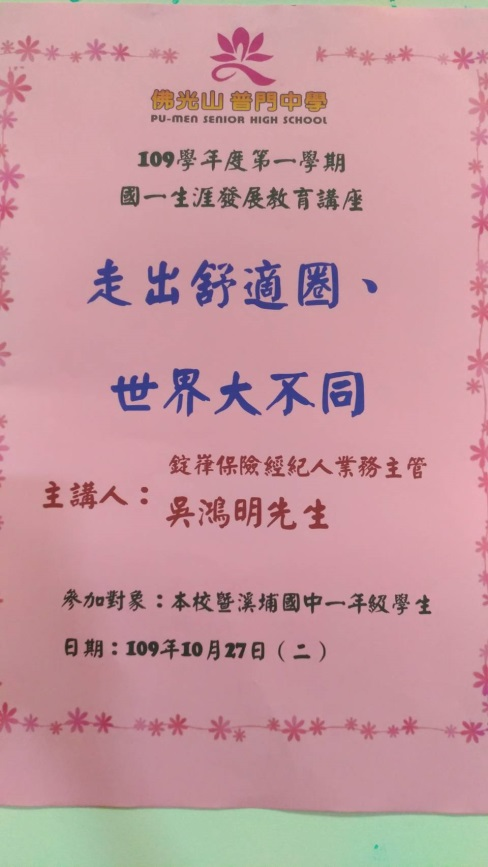 佛光山 普門中學
PU-MEN SENIOR HIGH SCHOOL
109學年度第一學期
國一生涯發展教育講座
走出舒適圈、
世界大不同
錠嵂保險經紀人業務主管
主講人：
吳鴻明先生
參加對象：本校暨溪埔國中一年級學生
日期：109年10月27日（二）